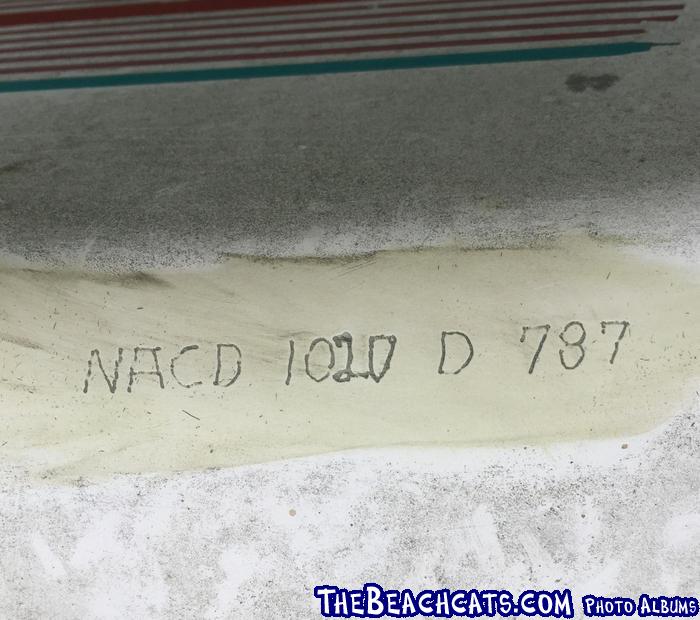 NACD 1020 D 787
THEBEACHCATS.COM PHOTO ALBUMS